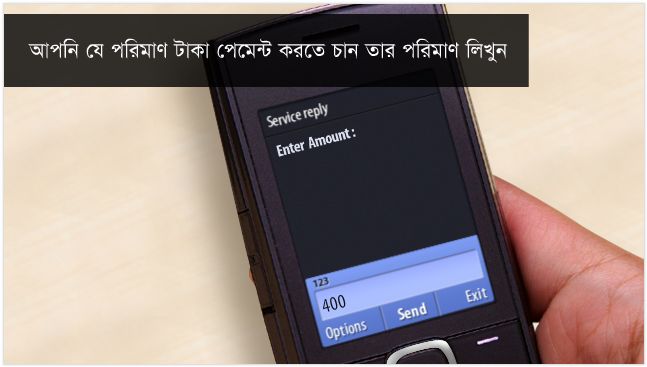 আপনি যে পরিমাণ টাকা পেমেন্ট করতে চান তার পরিমাণ লিখুন
Service reply
Enter Amount:
123
400
Options Send Exit